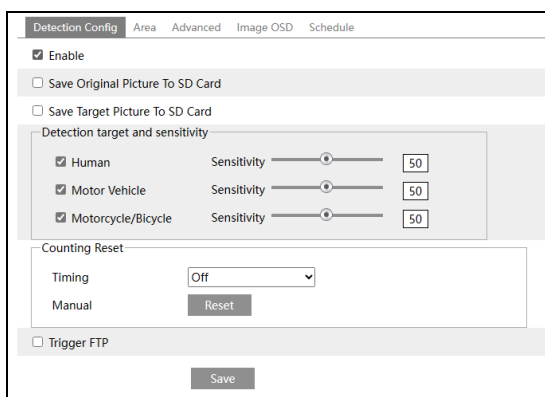 Detection Config Area Advanced Image OSD Schedule
Enable
Save Original Picture To SD Card
Save Target Picture To SD Card
Detection target and sensitivity
Human Sensitivity 50
Motor Vehicle Sensitivity 50
Motorcycle/Bicycle Sensitivity 50
Counting Reset
Timing Off
Manual Reset
Trigger FTP
Save